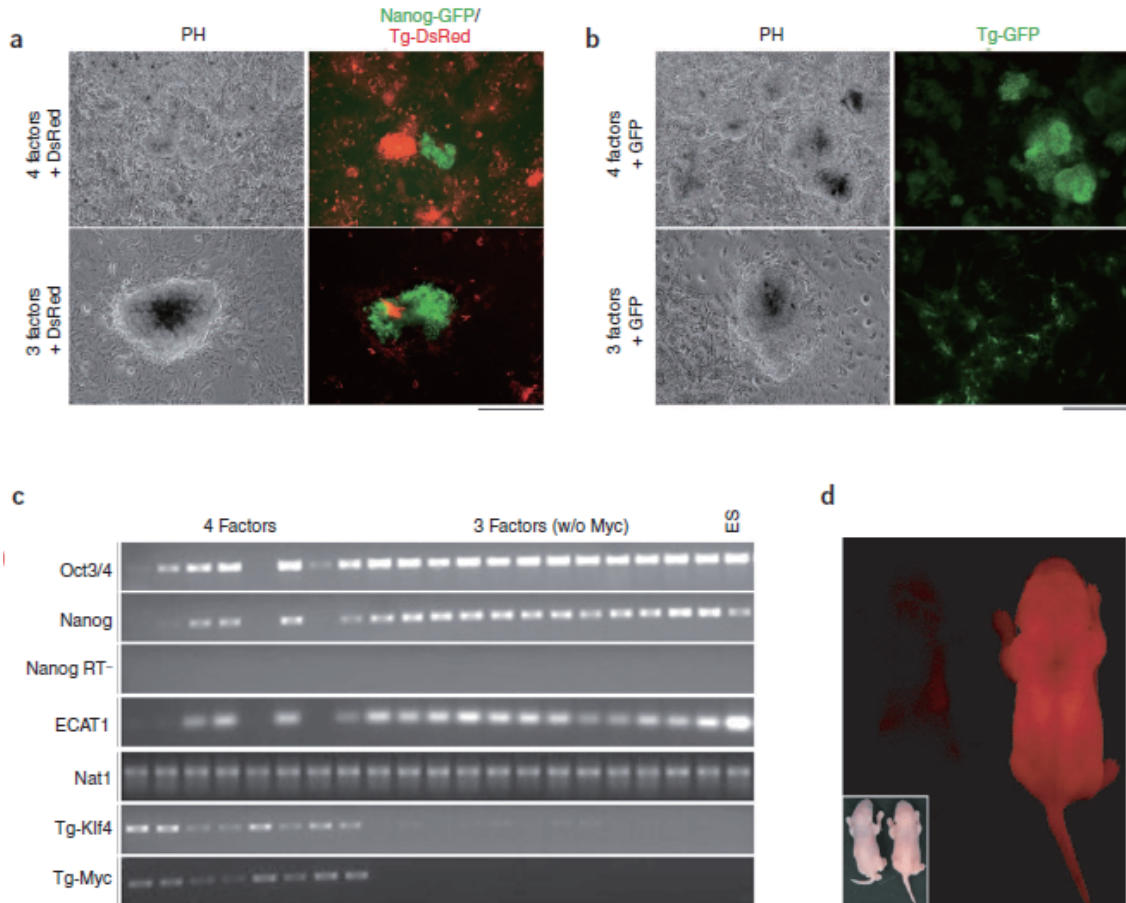 a
PH
Nanog-GFP/
Tg-DsRed
4 factors
+ DsRed
3 factors
+ DsRed
b
PH
Tg-GFP
4 factors
+ GFP
3 factors
+ GFP
c
4 Factors
3 Factors (w/o Myc)
ES
Oct3/4
Nanog
Nanog RT⁻
ECAT1
Nat1
Tg-Klf4
Tg-Myc
d